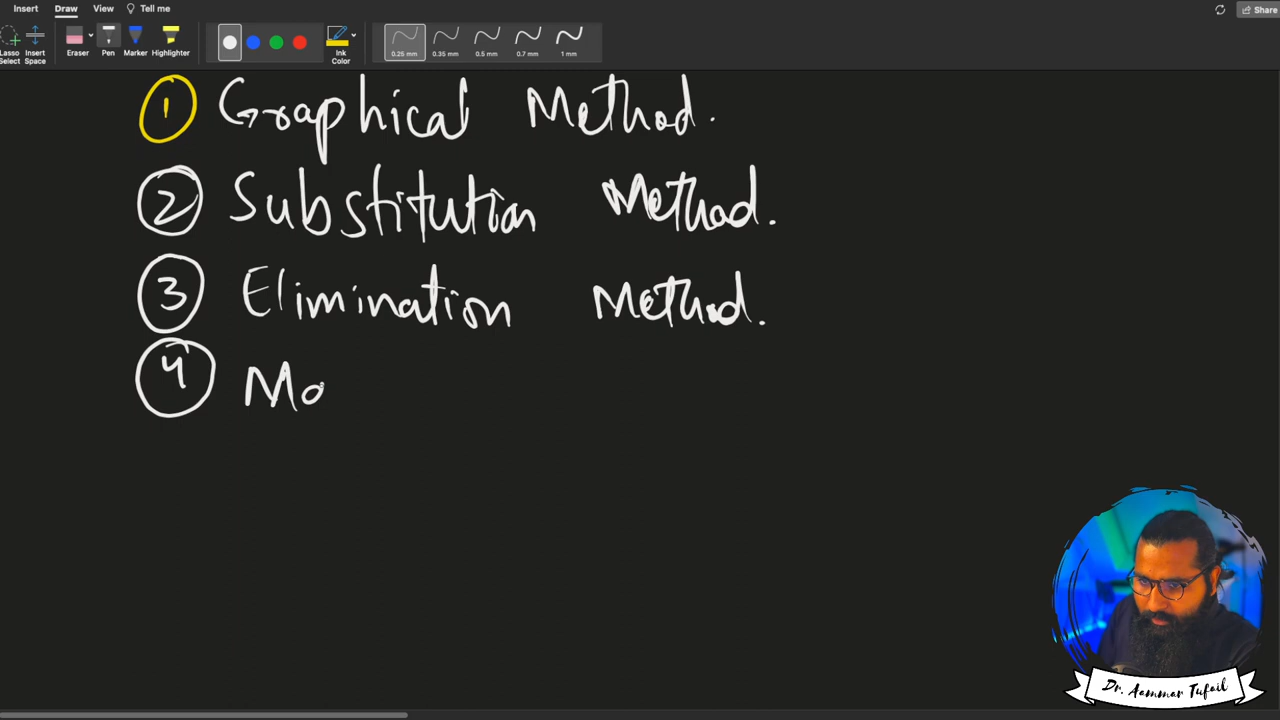 Insert Draw View Tell me Share
Lasso Select Insert Space Eraser Pen Marker Highlighter Ink Color 0.25 mm 0.35 mm 0.5 mm 0.7 mm 1 mm
1 Graphical Method.
2 Substitution Method.
3 Elimination Method.
4 Mo
Dr. Aammar Tufail